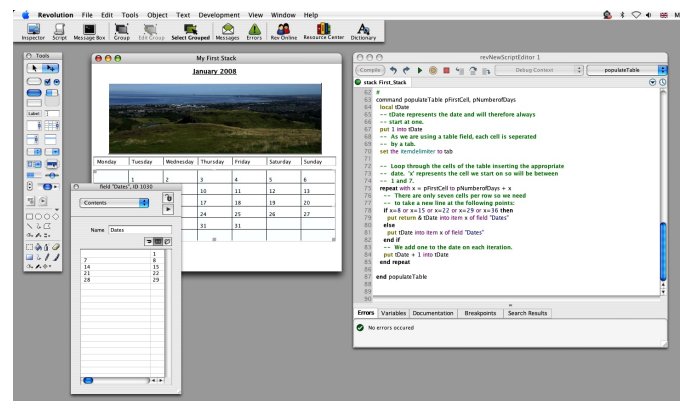 Revolution File Edit Tools Object Text Development View Window Help
Inspector Script Message Box Group Edit Group Select Grouped Messages Errors Rev Online Resource Center Dictionary
Tools
Label:
My First Stack
January 2008
Monday Tuesday Wednesday Thursday Friday Saturday Sunday
1 2 3 4 5 6
10 11 12 13
17 18 19 20
24 25 26 27
31 31
field "Dates", ID 1030
Contents
Name Dates
1
7 8
14 15
21 22
28 29
revNewScriptEditor 1
Compile Debug Context populateTable
stack First_Stack
62 #
63 command populateTable pFirstCell, pNumberofDays
64 local tDate
65 -- tDate represents the date and will therefore always
66 -- start at one.
67 put 1 into tDate
68 -- As we are using a table field, each cell is seperated
69 -- by a tab.
70 set the itemdelimiter to tab
71
72 -- Loop through the cells of the table inserting the appropriate
73 -- date. 'x' represents the cell we start on so will be between
74 -- 1 and 7.
75 repeat with x = pFirstCell to pNumberofDays + x
76 -- There are only seven cells per row so we need
77 -- to take a new line at the following points:
78 if x=8 or x=15 or x=22 or x=29 or x=36 then
79 put return & tDate into item x of field "Dates"
80 else
81 put tDate into item x of field "Dates"
82 end if
83 -- We add one to the date on each iteration.
84 put tDate + 1 into tDate
85 end repeat
86
87 end populateTable
88
89
90
Errors Variables Documentation Breakpoints Search Results
No errors occured